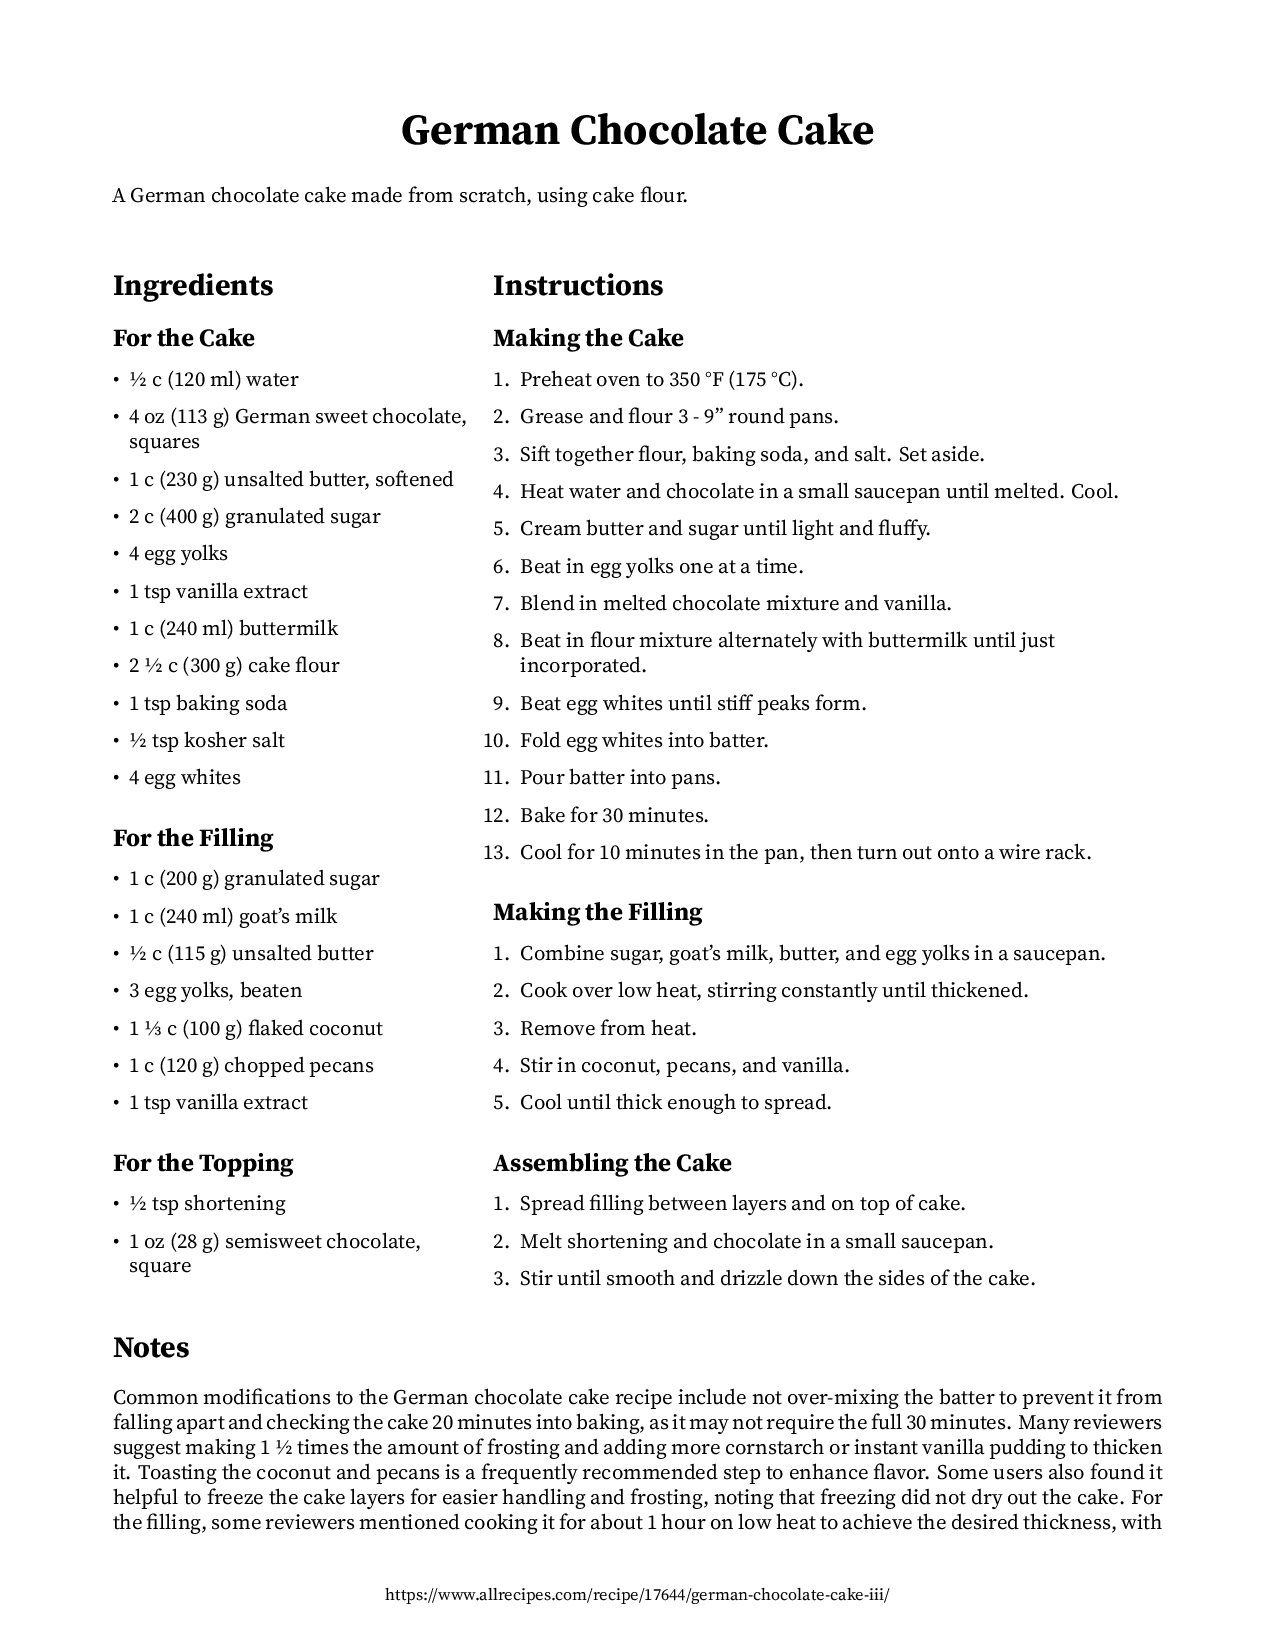 German Chocolate Cake
A German chocolate cake made from scratch, using cake flour.
Ingredients
For the Cake
• ½ c (120 ml) water
• 4 oz (113 g) German sweet chocolate,
squares
• 1 c (230 g) unsalted butter, softened
• 2 c (400 g) granulated sugar
• 4 egg yolks
• 1 tsp vanilla extract
• 1 c (240 ml) buttermilk
• 2 ½ c (300 g) cake flour
• 1 tsp baking soda
• ½ tsp kosher salt
• 4 egg whites
For the Filling
• 1 c (200 g) granulated sugar
• 1 c (240 ml) goat’s milk
• ½ c (115 g) unsalted butter
• 3 egg yolks, beaten
• 1 ⅓ c (100 g) flaked coconut
• 1 c (120 g) chopped pecans
• 1 tsp vanilla extract
For the Topping
• ½ tsp shortening
• 1 oz (28 g) semisweet chocolate,
square
Instructions
Making the Cake
1. Preheat oven to 350 °F (175 °C).
2. Grease and flour 3 - 9” round pans.
3. Sift together flour, baking soda, and salt. Set aside.
4. Heat water and chocolate in a small saucepan until melted. Cool.
5. Cream butter and sugar until light and fluffy.
6. Beat in egg yolks one at a time.
7. Blend in melted chocolate mixture and vanilla.
8. Beat in flour mixture alternately with buttermilk until just
incorporated.
9. Beat egg whites until stiff peaks form.
10. Fold egg whites into batter.
11. Pour batter into pans.
12. Bake for 30 minutes.
13. Cool for 10 minutes in the pan, then turn out onto a wire rack.
Making the Filling
1. Combine sugar, goat’s milk, butter, and egg yolks in a saucepan.
2. Cook over low heat, stirring constantly until thickened.
3. Remove from heat.
4. Stir in coconut, pecans, and vanilla.
5. Cool until thick enough to spread.
Assembling the Cake
1. Spread filling between layers and on top of cake.
2. Melt shortening and chocolate in a small saucepan.
3. Stir until smooth and drizzle down the sides of the cake.
Notes
Common modifications to the German chocolate cake recipe include not over-mixing the batter to prevent it from
falling apart and checking the cake 20 minutes into baking, as it may not require the full 30 minutes. Many reviewers
suggest making 1 ½ times the amount of frosting and adding more cornstarch or instant vanilla pudding to thicken
it. Toasting the coconut and pecans is a frequently recommended step to enhance flavor. Some users also found it
helpful to freeze the cake layers for easier handling and frosting, noting that freezing did not dry out the cake. For
the filling, some reviewers mentioned cooking it for about 1 hour on low heat to achieve the desired thickness, with
https://www.allrecipes.com/recipe/17644/german-chocolate-cake-iii/